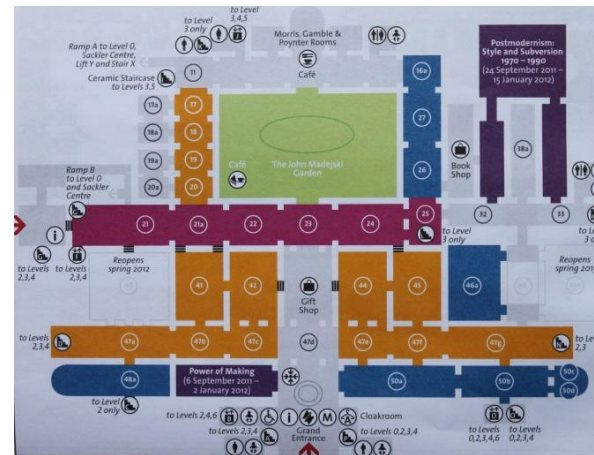 to Level
3 only
to Levels
3,4,5
Morris, Gamble &
Poynter Rooms
Café
Ramp A to Level 0,
Sackler Centre,
Lift Y and Stair X
Ceramic Staircase
to Levels 3,5
11
16a
Postmodernism:
Style and Subversion
1970 – 1990
(24 September 2011 –
15 January 2012)
17a
17
18a
18
27
19a
19
20a
20
26
Café
The John Madejski
Garden
Book
Shop
38a
Ramp B
to Level 0
and Sackler
Centre
21
21a
22
23
24
25
32
33
i
to Levels
2,3,4
to Levels
2,3,4
Reopens
spring 2012
to Level
3 only
to Level
3 on
Reopens
spring 2012
41
42
Gift
Shop
44
45
46a
to Levels
2,3,4
47a
47b
47c
47d
47e
47f
47g
to Levels
2,3
48a
to Level
2 only
Power of Making
(6 September 2011 –
2 January 2012)
50a
50b
50c
50d
to Levels 2,4,6
i
M
Cloakroom
to Levels 2,3,4
Grand
Entrance
to Levels 0,2,3,4
to Levels
0,2,3,4,6
to Levels
0,2,3,4